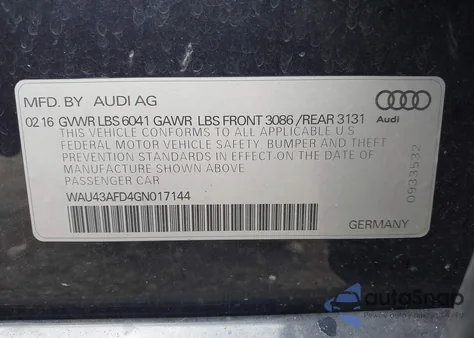 MFD. BY AUDI AG
02 16 GVWR LBS 6041 GAWR LBS FRONT 3086 /REAR 3131
THIS VEHICLE CONFORMS TO ALL APPLICABLE U.S
FEDERAL MOTOR VEHICLE SAFETY, BUMPER AND THEFT
PREVENTION STANDARDS IN EFFECT ON THE DATE OF
MANUFACTURE SHOWN ABOVE
PASSENGER CAR
WAU43AFD4GN017144
GERMANY
Audi
0933532
autoSnap